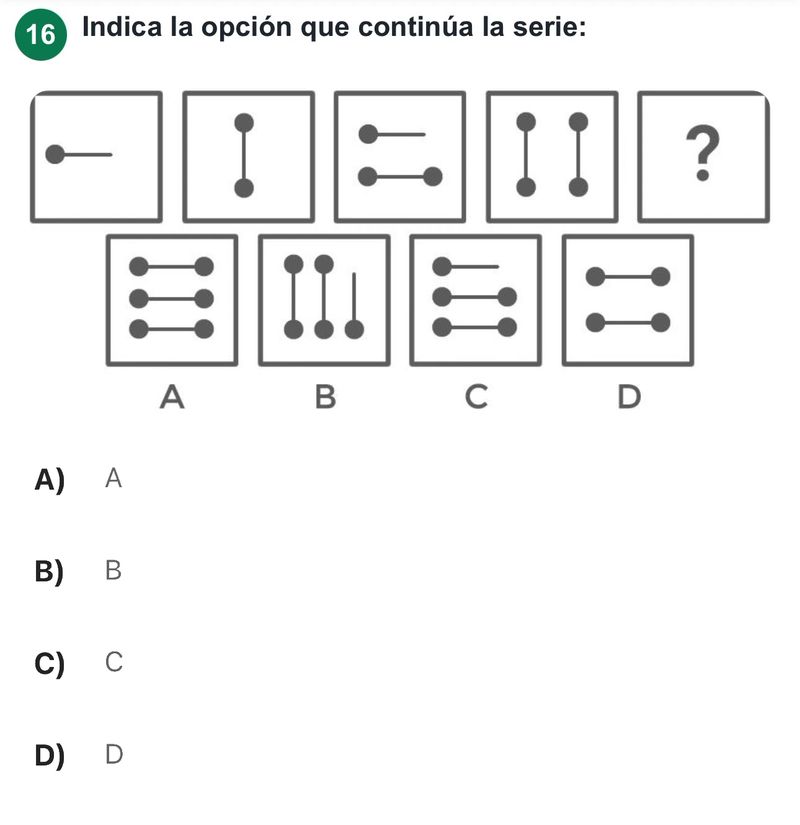 16 Indica la opción que continúa la serie:
?
A B C D
A) A
B) B
C) C
D) D